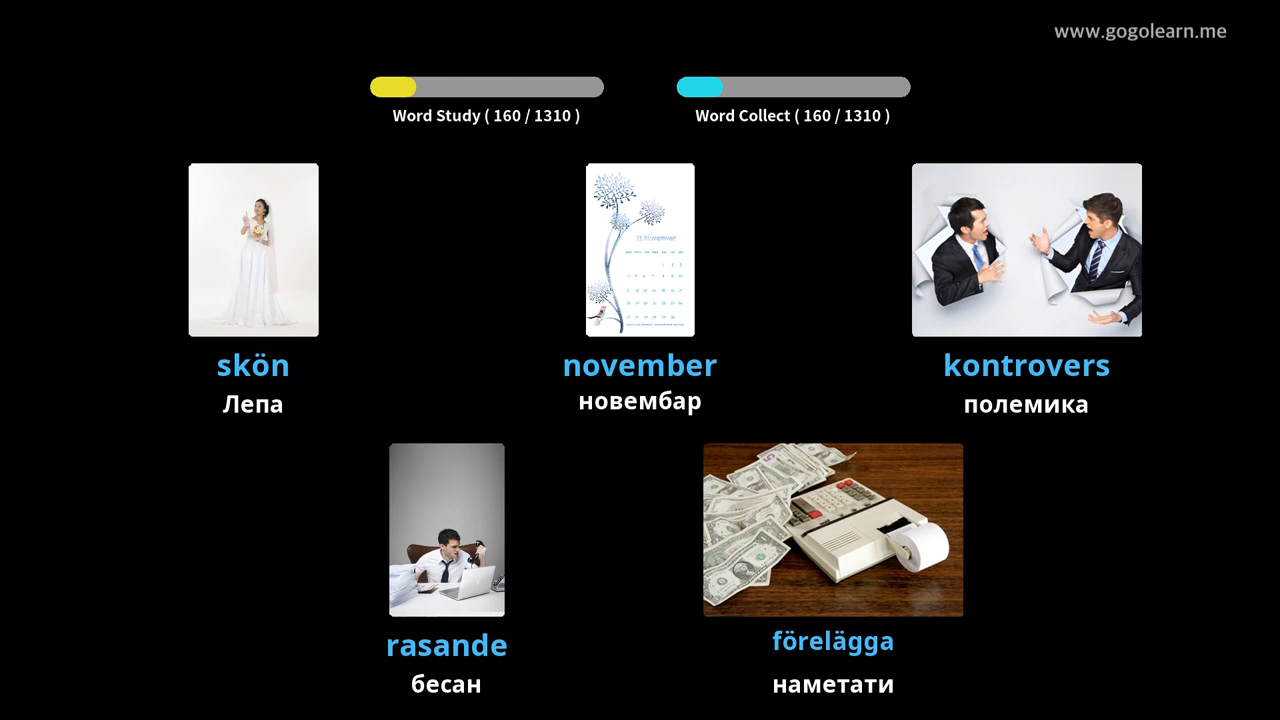 www.gogolearn.me
Word Study ( 160 / 1310 )
Word Collect ( 160 / 1310 )
skön
november
kontrovers
Лепа
новембар
полемика
rasande
förelägga
бесан
наметати